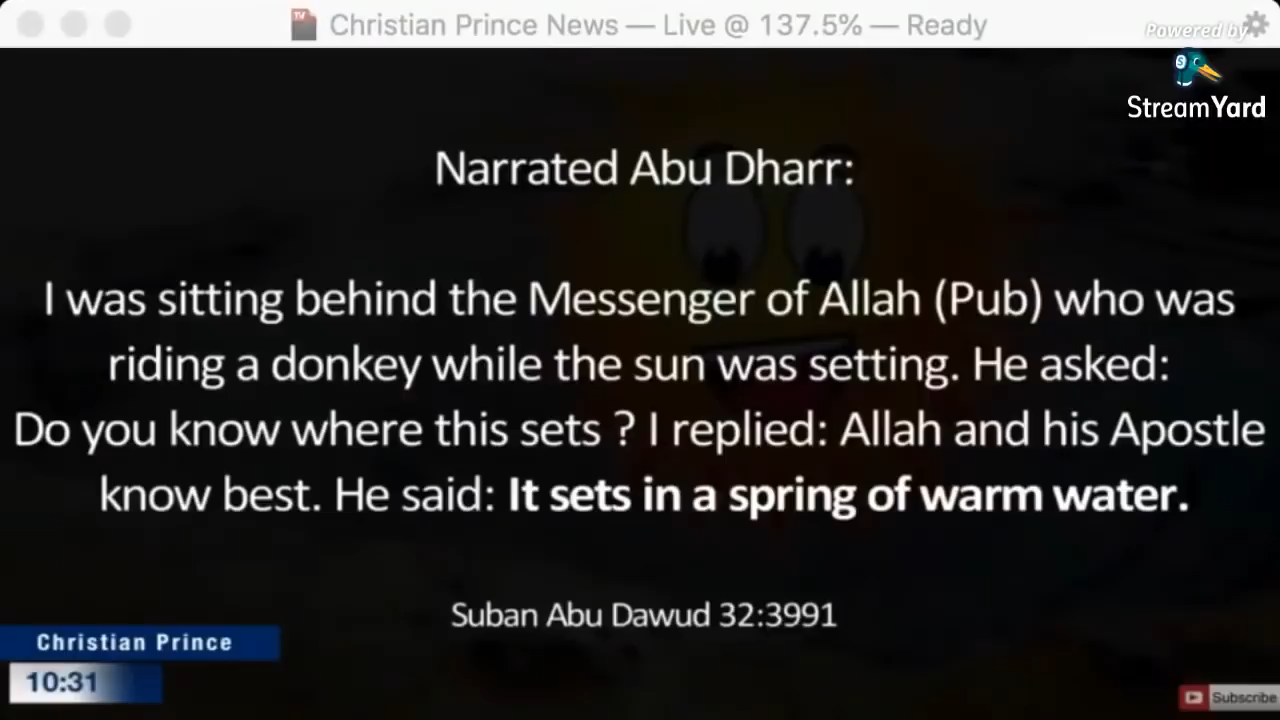 Christian Prince News — Live @ 137.5% — Ready
Powered by
StreamYard
Narrated Abu Dharr:
I was sitting behind the Messenger of Allah (Pub) who was
riding a donkey while the sun was setting. He asked:
Do you know where this sets ? I replied: Allah and his Apostle
know best. He said: It sets in a spring of warm water.
Suban Abu Dawud 32:3991
Christian Prince
10:31
Subscribe